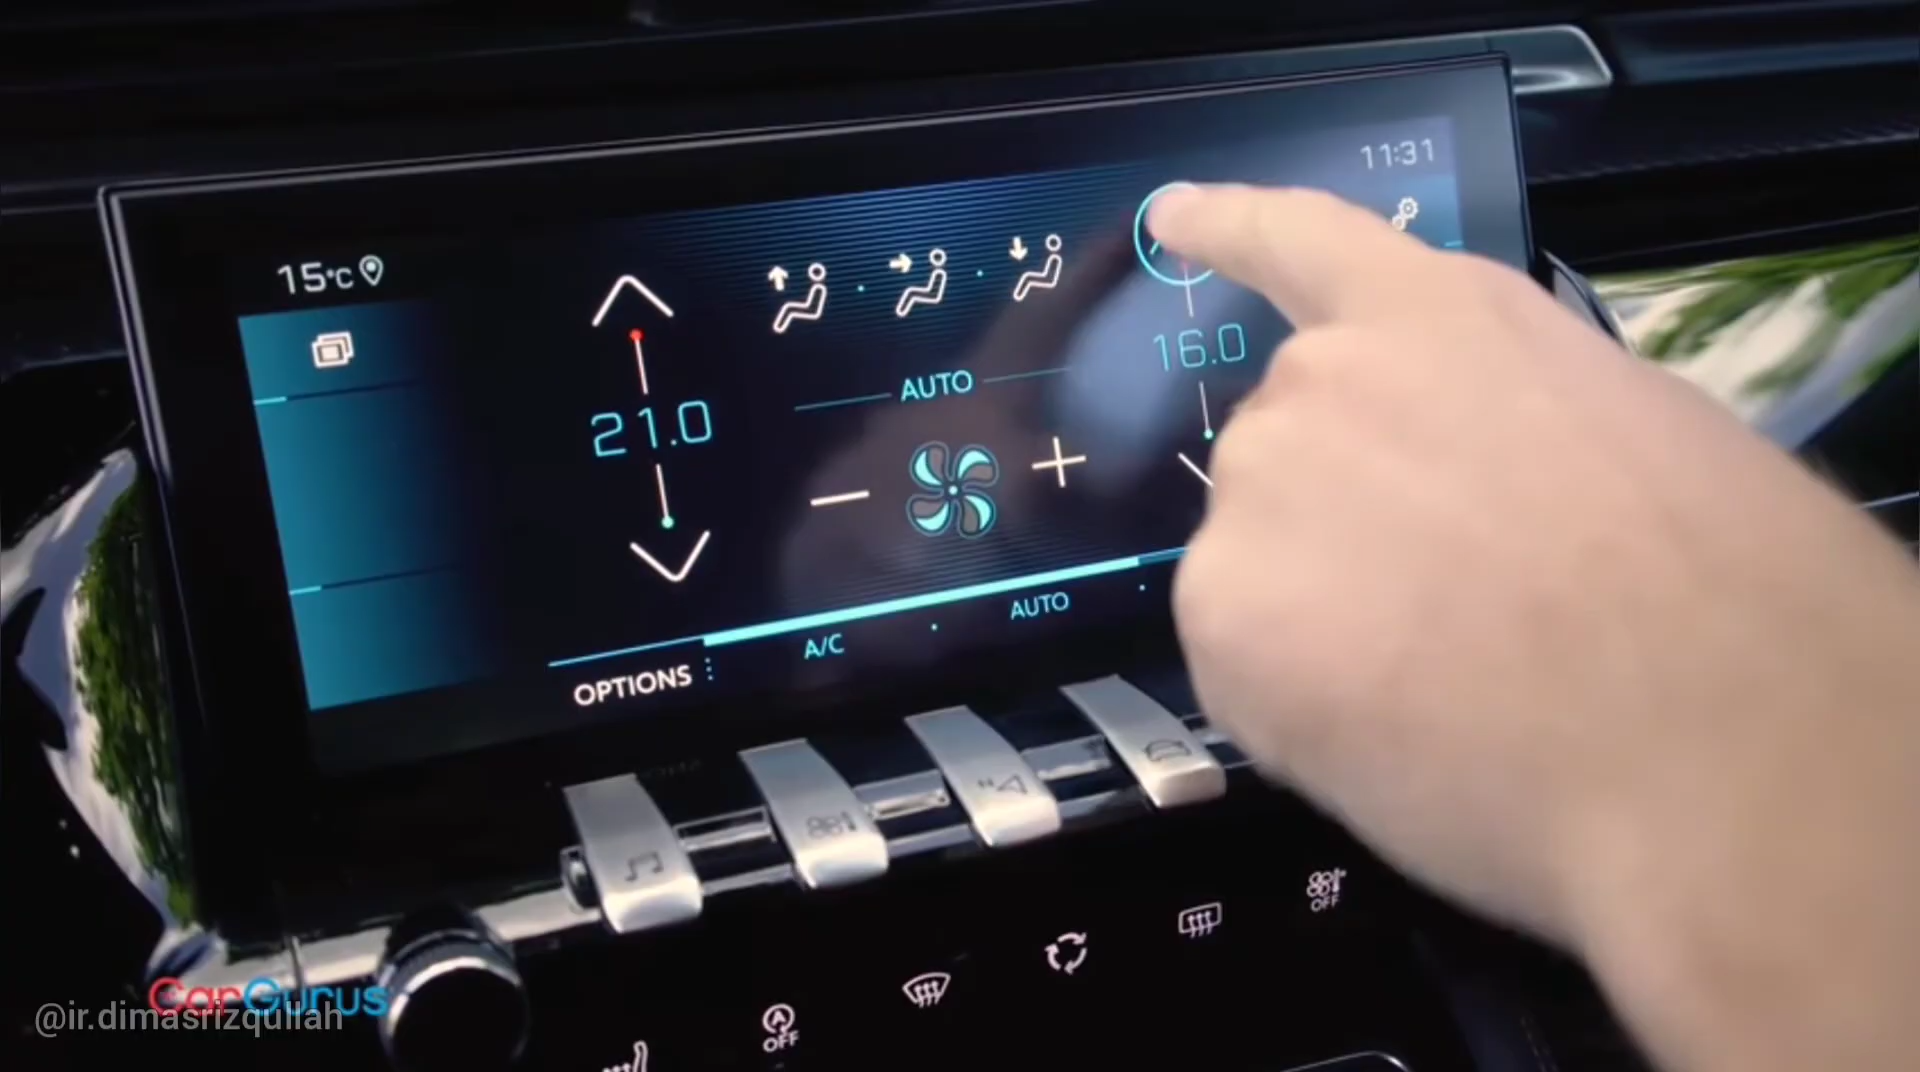 11:31
15°C
16.0
AUTO
21.0
AUTO
A/C
OPTIONS
OFF
OFF
CarGurus
@ir.dimasrizqullah